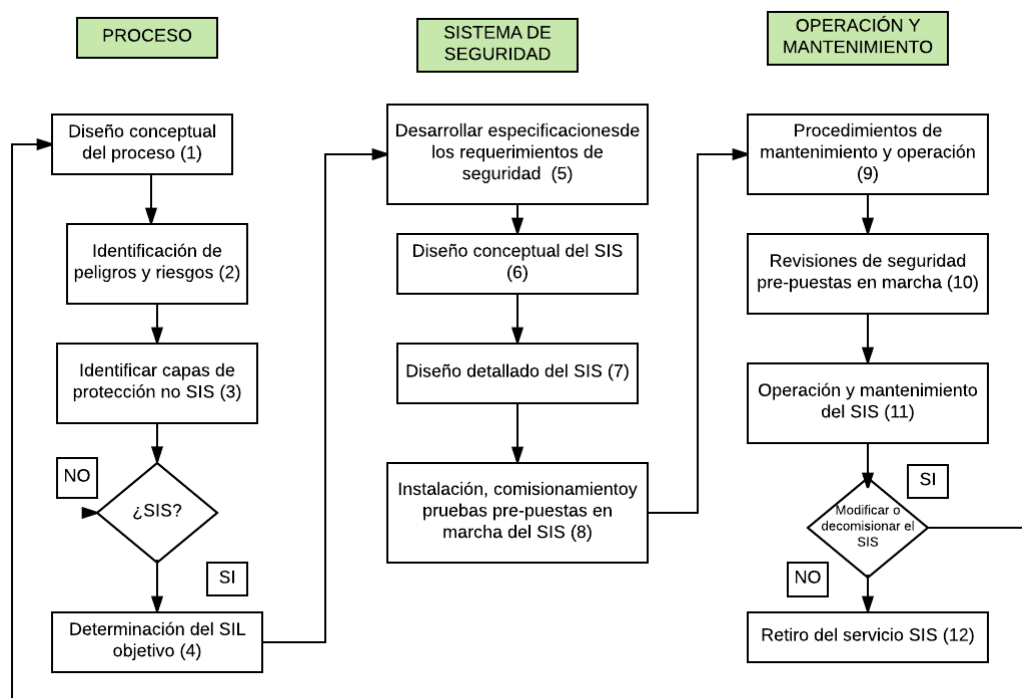 PROCESO
Diseño conceptual
del proceso (1)
Identificación de
peligros y riesgos (2)
Identificar capas de
protección no SIS (3)
NO
¿SIS?
SI
Determinación del SIL
objetivo (4)
SISTEMA DE
SEGURIDAD
Desarrollar especificacionesde
los requerimientos de
seguridad (5)
Diseño conceptual del SIS
(6)
Diseño detallado del SIS (7)
Instalación, comisionamientoy
pruebas pre-puestas en
marcha del SIS (8)
OPERACIÓN Y
MANTENIMIENTO
Procedimientos de
mantenimiento y operación
(9)
Revisiones de seguridad
pre-puestas en marcha (10)
Operación y mantenimiento
del SIS (11)
SI
Modificar o
decomisionar el
SIS
NO
Retiro del servicio SIS (12)